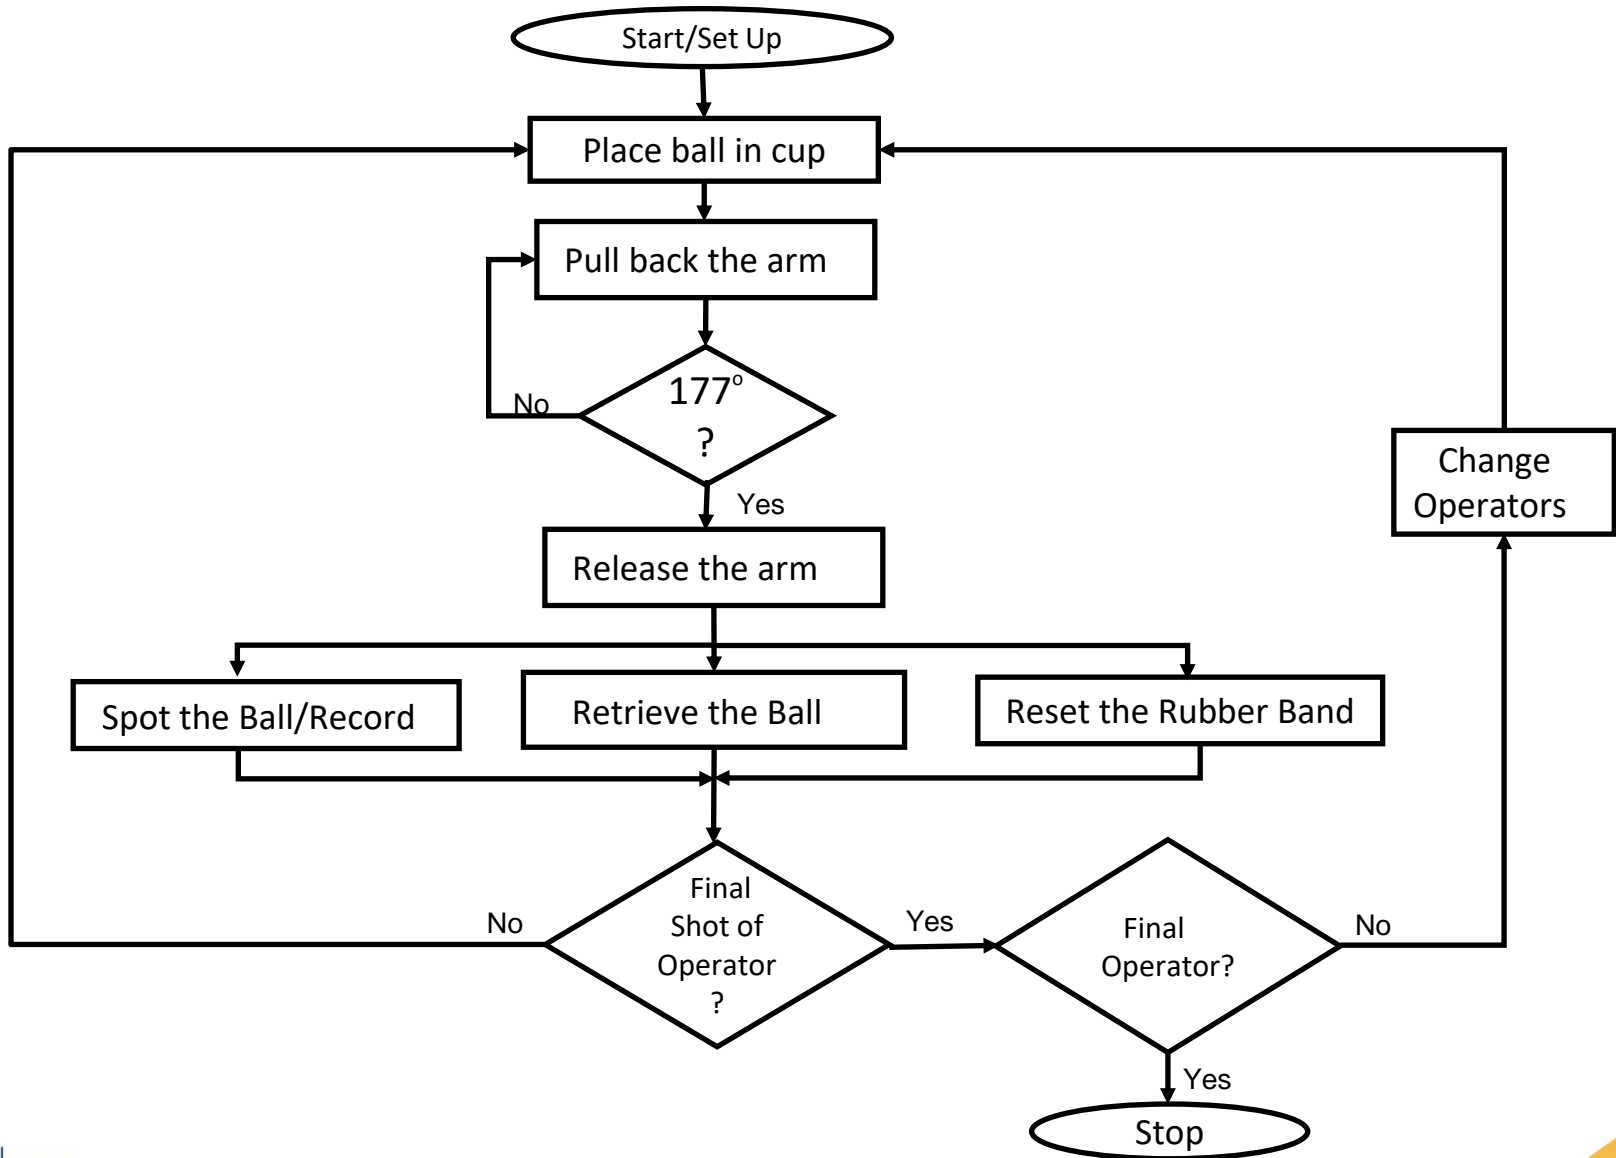 Start/Set Up
Place ball in cup
Pull back the arm
177°
?
No
Yes
Change
Operators
Release the arm
Spot the Ball/Record
Retrieve the Ball
Reset the Rubber Band
Final
Shot of
Operator
?
No
Yes
Final
Operator?
No
Yes
Stop